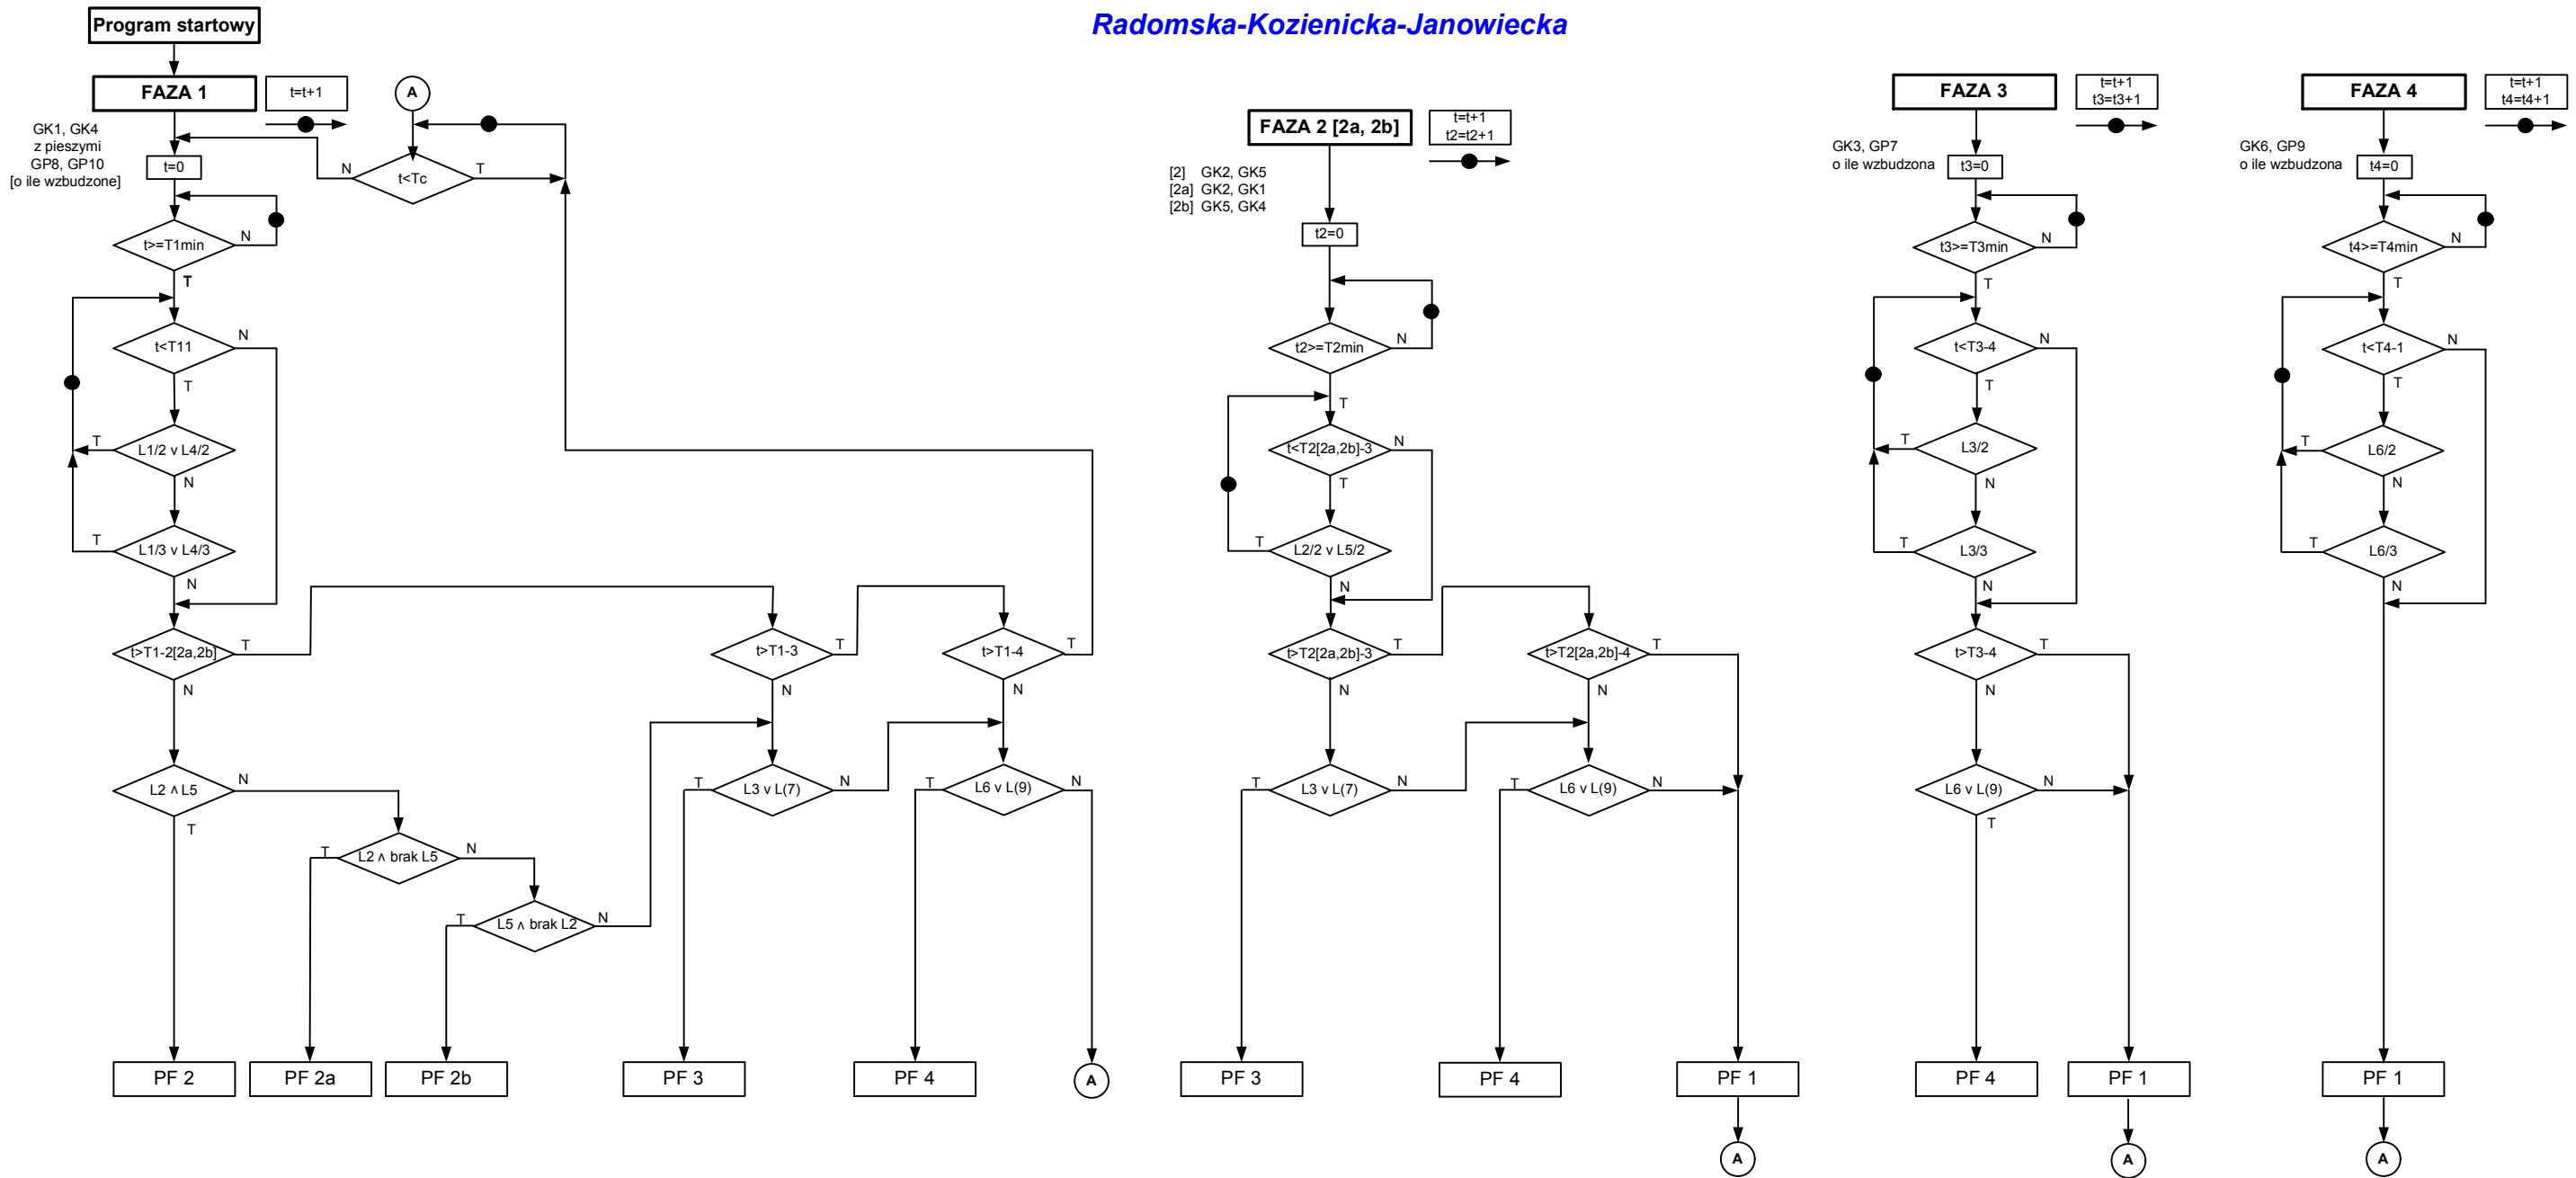 Radomska-Kozienicka-Janowiecka
Program startowy
FAZA 1
t=t+1
GK1, GK4
z pieszymi
GP8, GP10
[o ile wzbudzone]
t=0
A
N
t<Tc
T
t>=T1min
N
T
t<T11
N
T
T
L1/2 v L4/2
N
T
L1/3 v L4/3
N
t>T1-2[2a,2b]
T
N
t>T1-3
T
N
t>T1-4
T
N
L2 ∧ L5
N
T
T
L2 ∧ brak L5
N
T
L5 ∧ brak L2
N
T
L3 v L(7)
N
T
L6 v L(9)
N
PF 2
PF 2a
PF 2b
PF 3
PF 4
A
FAZA 2 [2a, 2b]
t=t+1
t2=t2+1
[2] GK2, GK5
[2a] GK2, GK1
[2b] GK5, GK4
t2=0
t2>=T2min
N
T
t<T2[2a,2b]-3
N
T
T
L2/2 v L5/2
N
t>T2[2a,2b]-3
T
N
t>T2[2a,2b]-4
T
N
T
L3 v L(7)
N
T
L6 v L(9)
N
PF 3
PF 4
PF 1
A
FAZA 3
t=t+1
t3=t3+1
GK3, GP7
o ile wzbudzona
t3=0
t3>=T3min
N
T
t<T3-4
N
T
T
L3/2
N
T
L3/3
N
t>T3-4
T
N
L6 v L(9)
N
T
PF 4
PF 1
A
FAZA 4
t=t+1
t4=t4+1
GK6, GP9
o ile wzbudzona
t4=0
t4>=T4min
N
T
t<T4-1
N
T
T
L6/2
N
T
L6/3
N
PF 1
A